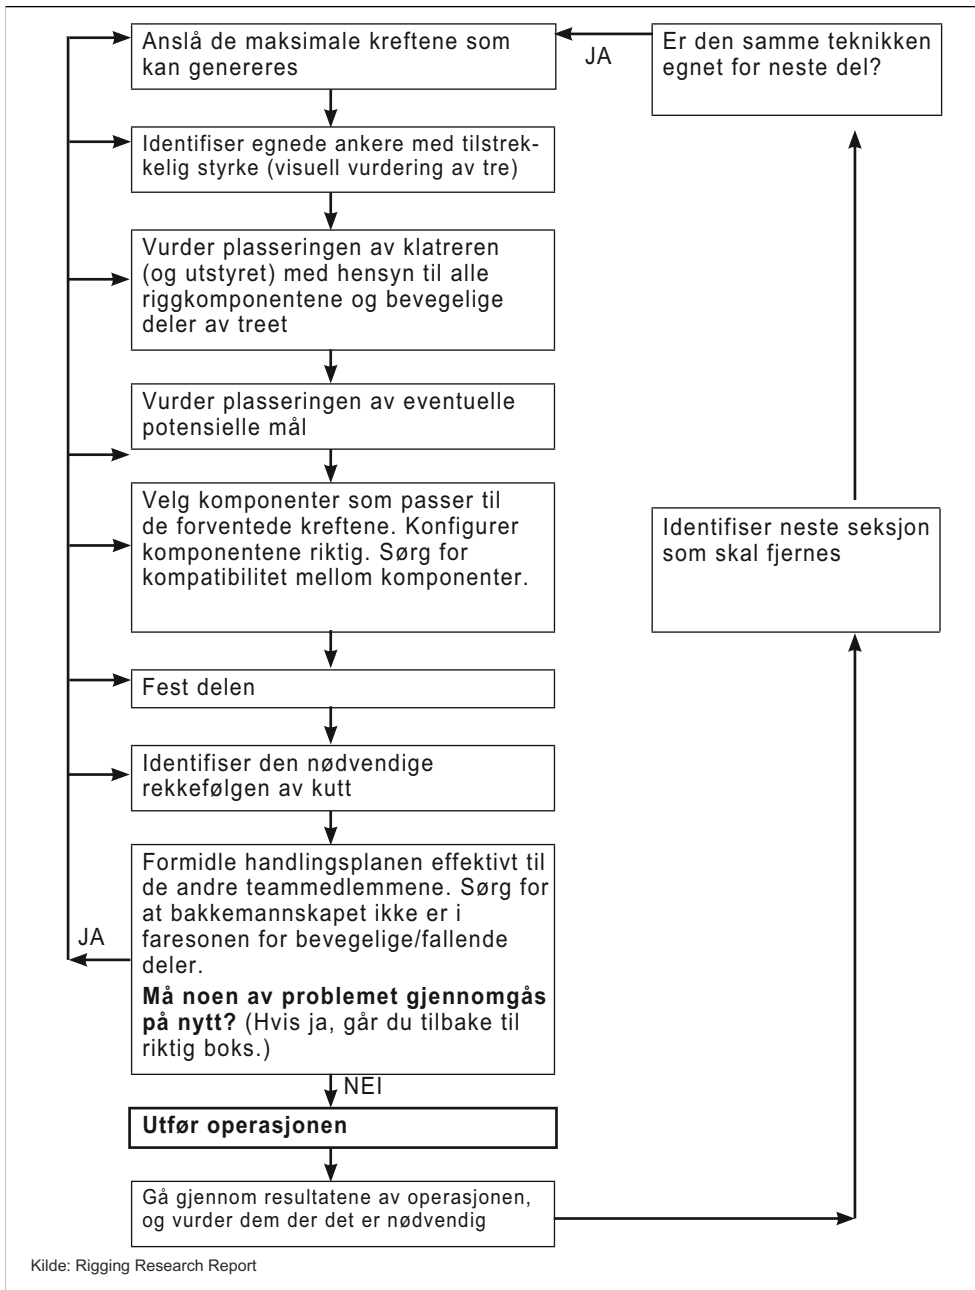 Anslå de maksimale kreftene som
kan genereres
JA
Er den samme teknikken
egnet for neste del?
Identifiser egnede ankere med tilstrek-
kelig styrke (visuell vurdering av tre)
Vurder plasseringen av klatreren
(og utstyret) med hensyn til alle
riggkomponentene og bevegelige
deler av treet
Vurder plasseringen av eventuelle
potensielle mål
Velg komponenter som passer til
de forventede kreftene. Konfigurer
komponentene riktig. Sørg for
kompatibilitet mellom komponenter.
Identifiser neste seksjon
som skal fjernes
Fest delen
Identifiser den nødvendige
rekkefølgen av kutt
Formidle handlingsplanen effektivt til
de andre teammedlemmene. Sørg for
at bakkemannskapet ikke er i
faresonen for bevegelige/fallende
deler.
JA
Må noen av problemet gjennomgås
på nytt? (Hvis ja, går du tilbake til
riktig boks.)
NEI
Utfør operasjonen
Gå gjennom resultatene av operasjonen,
og vurder dem der det er nødvendig
Kilde: Rigging Research Report